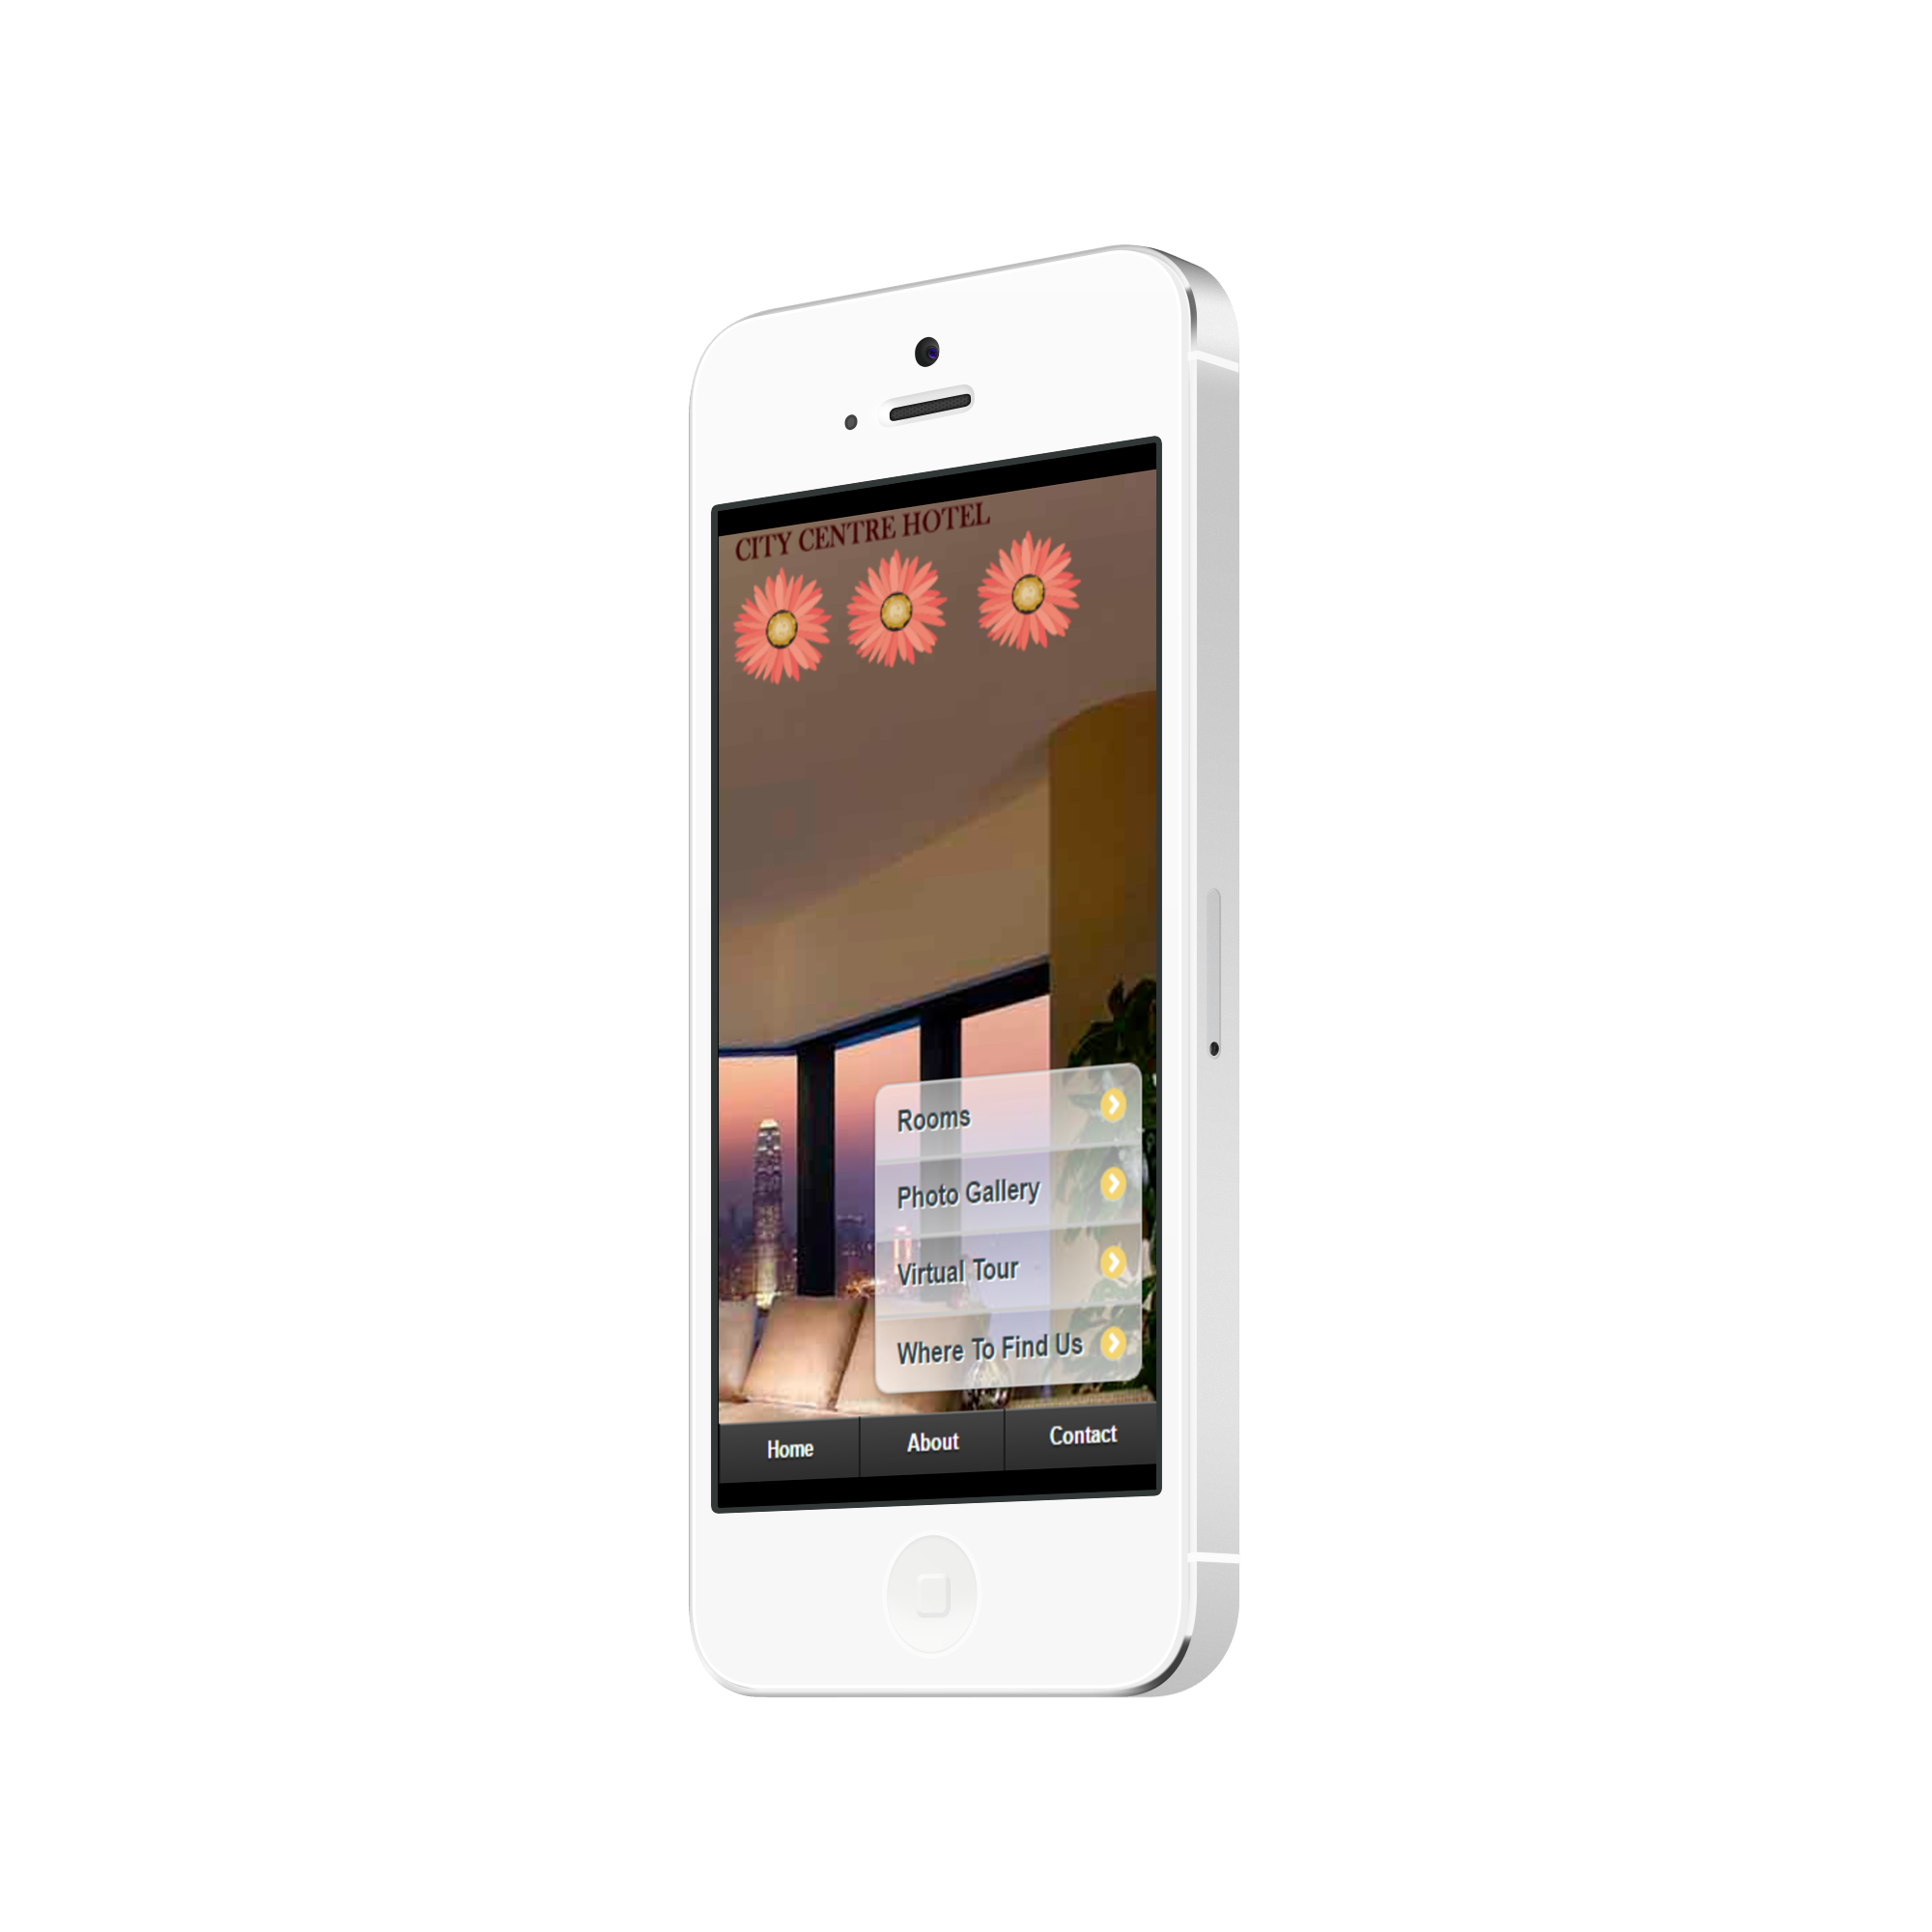 CITY CENTRE HOTEL
Rooms
Photo Gallery
Virtual Tour
Where To Find Us
Home
About
Contact